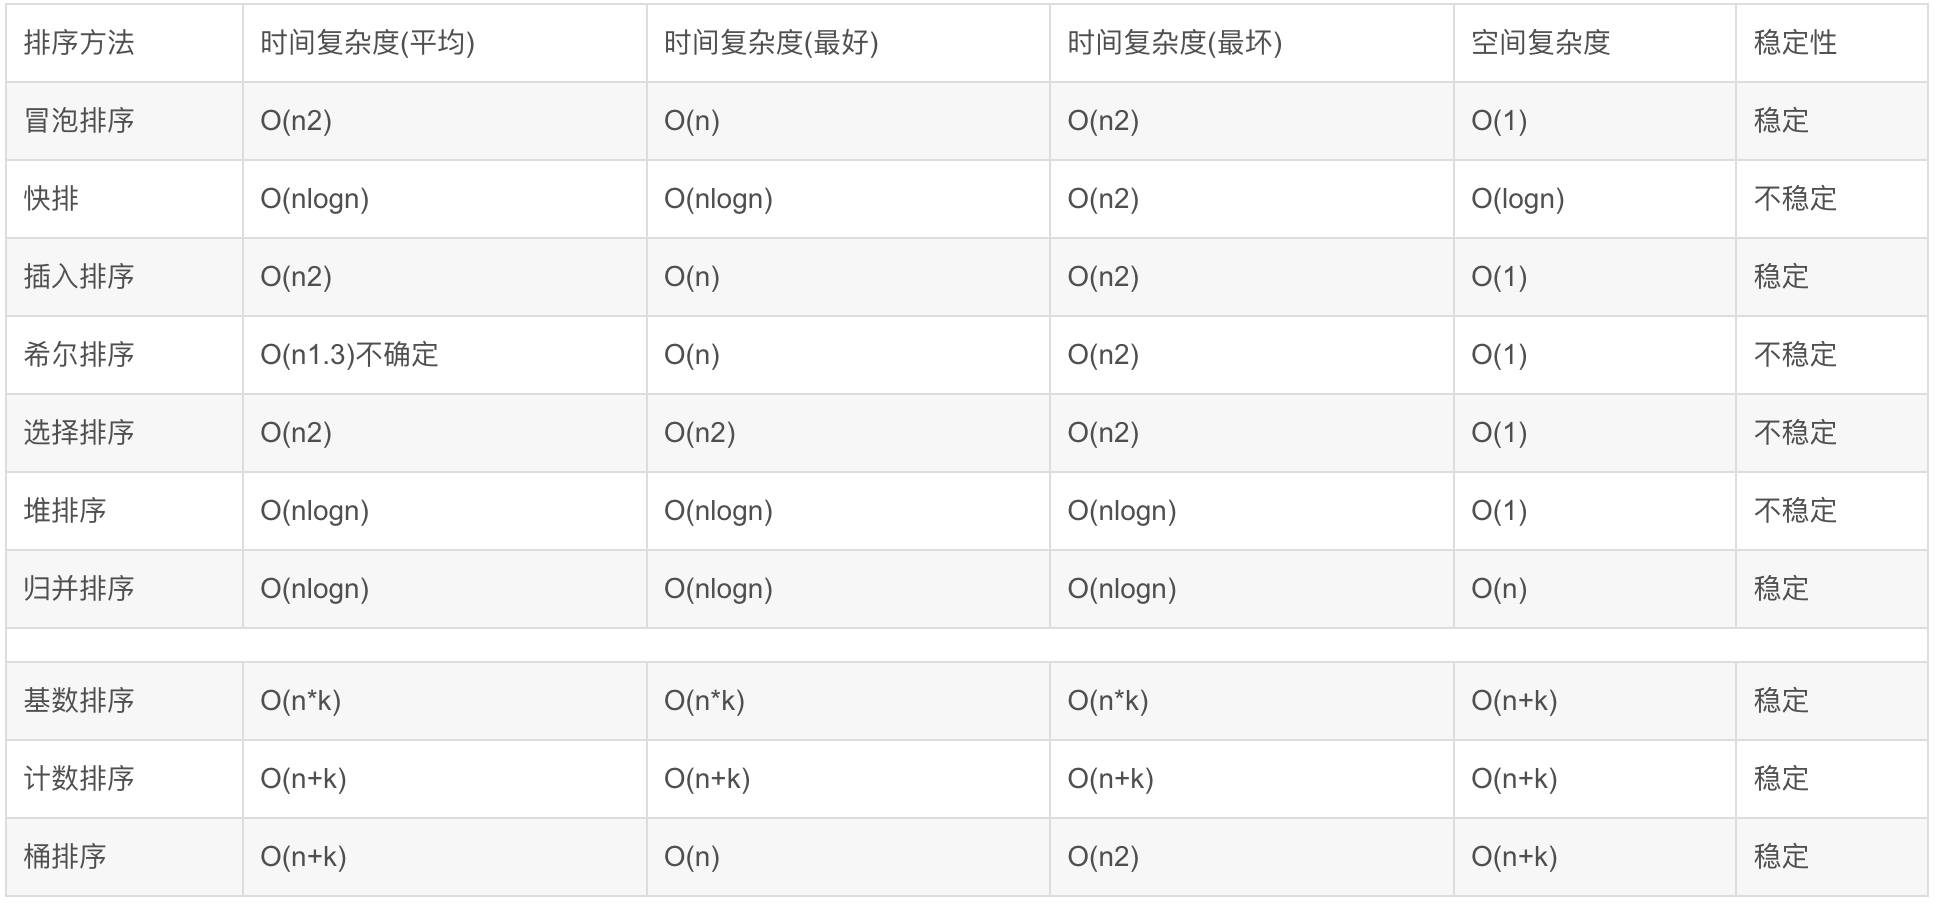 排序方法 时间复杂度(平均) 时间复杂度(最好) 时间复杂度(最坏) 空间复杂度 稳定性
冒泡排序 O(n2) O(n) O(n2) O(1) 稳定
快排 O(nlogn) O(nlogn) O(n2) O(logn) 不稳定
插入排序 O(n2) O(n) O(n2) O(1) 稳定
希尔排序 O(n1.3)不确定 O(n) O(n2) O(1) 不稳定
选择排序 O(n2) O(n2) O(n2) O(1) 不稳定
堆排序 O(nlogn) O(nlogn) O(nlogn) O(1) 不稳定
归并排序 O(nlogn) O(nlogn) O(nlogn) O(n) 稳定
基数排序 O(n*k) O(n*k) O(n*k) O(n+k) 稳定
计数排序 O(n+k) O(n+k) O(n+k) O(n+k) 稳定
桶排序 O(n+k) O(n) O(n2) O(n+k) 稳定